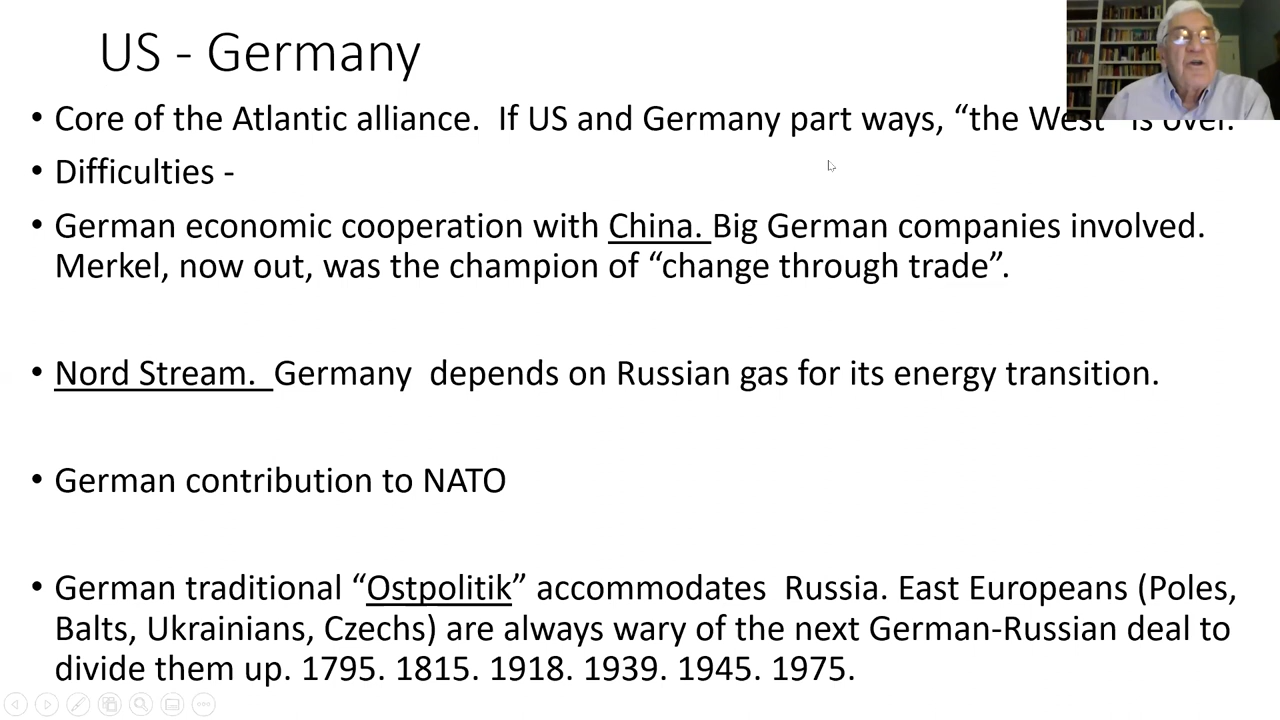 US - Germany
• Core of the Atlantic alliance.  If US and Germany part ways, “the West” is over.
• Difficulties -
• German economic cooperation with China. Big German companies involved.
Merkel, now out, was the champion of “change through trade”.
• Nord Stream.  Germany  depends on Russian gas for its energy transition.
• German contribution to NATO
• German traditional “Ostpolitik” accommodates  Russia. East Europeans (Poles,
Balts, Ukrainians, Czechs) are always wary of the next German-Russian deal to
divide them up. 1795. 1815. 1918. 1939. 1945. 1975.